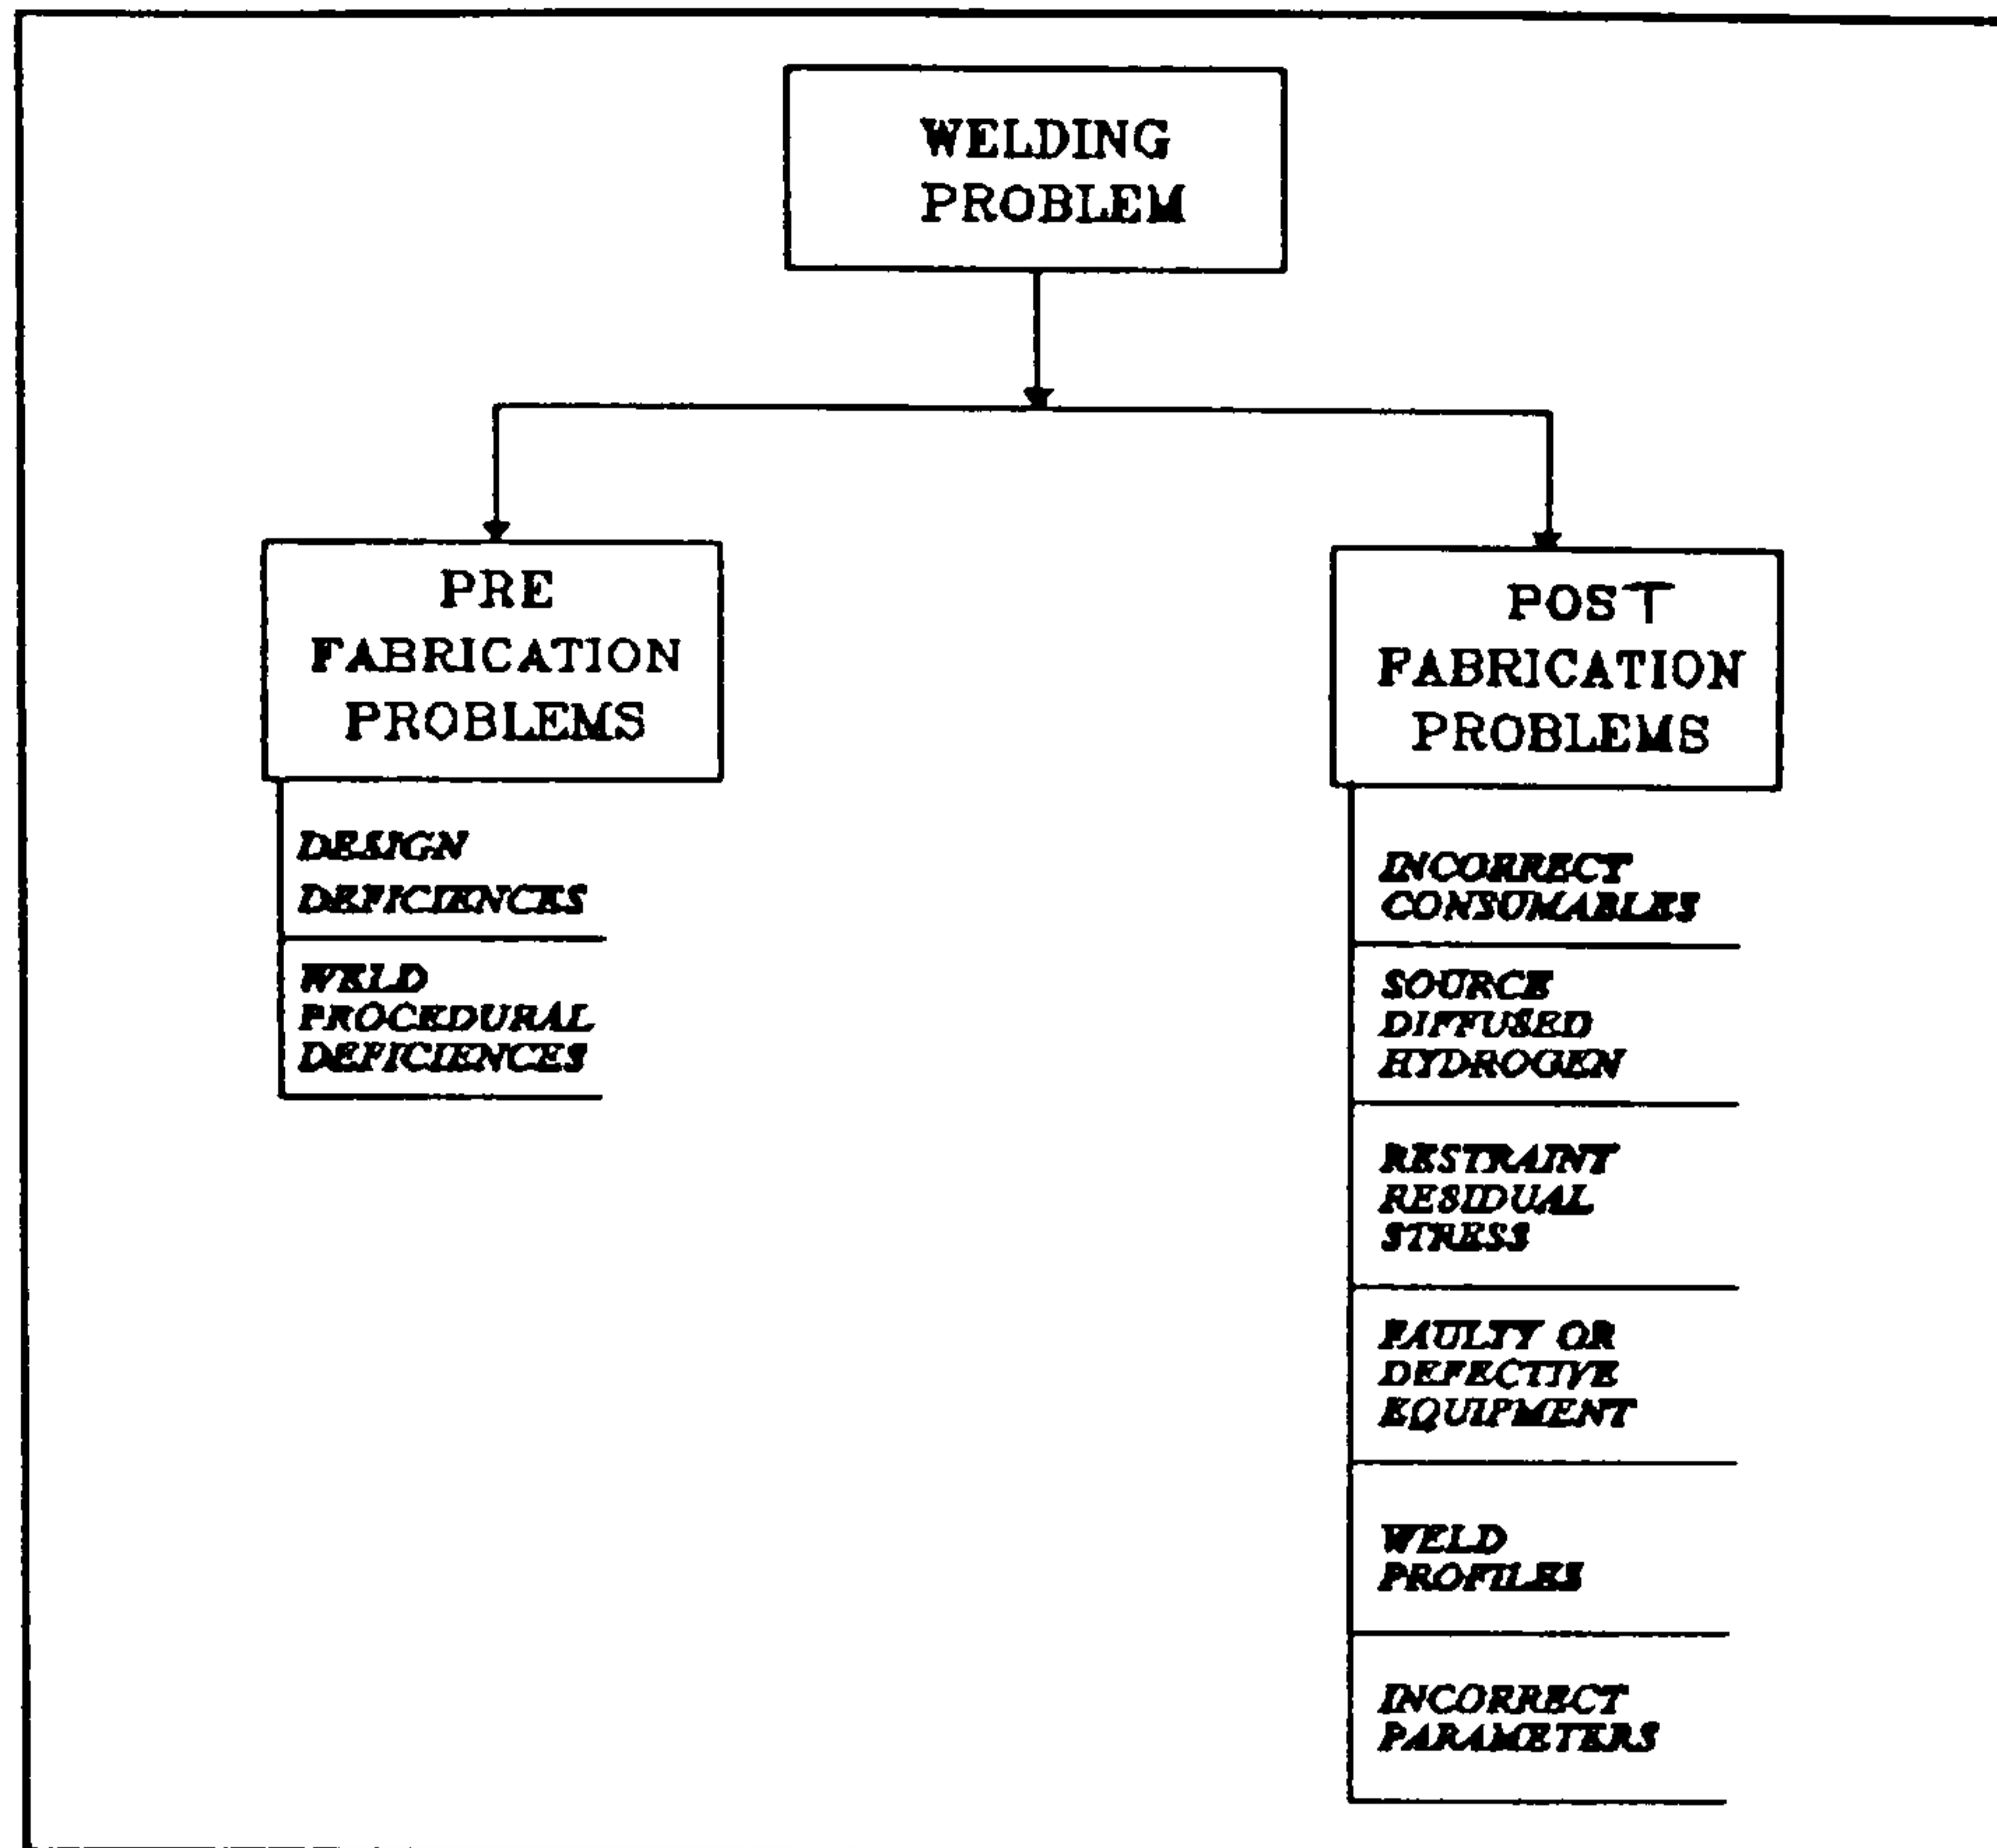 WELDING
PROBLEM
PRE
FABRICATION
PROBLEMS
DESIGN
DEFICIENCES
WELD
PROCEDURAL
DEFICIENCES
POST
FABRICATION
PROBLEMS
INCORRECT
CONSUMABLES
SOURCE
DIFFUSED
HYDROGEN
RESTRAINT
RESIDUAL
STRESS
FAULTY OR
DEFECTIVE
EQUIPMENT
WELD
PROFILES
INCORRECT
PARAMETERS